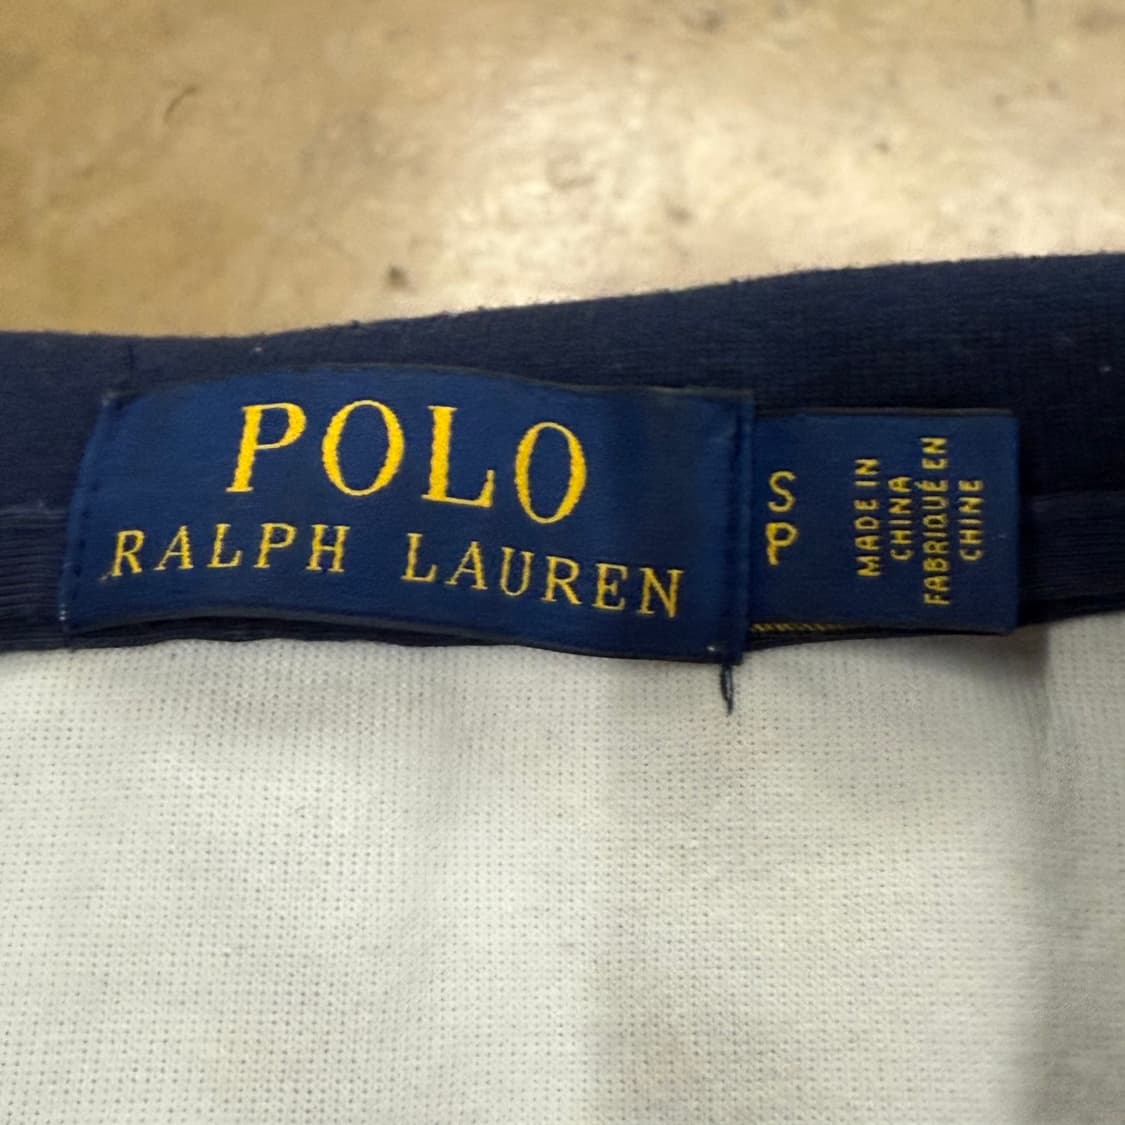 POLO
RALPH LAUREN
S
P
MADE IN
CHINA
FABRIQUÉ EN
CHINE